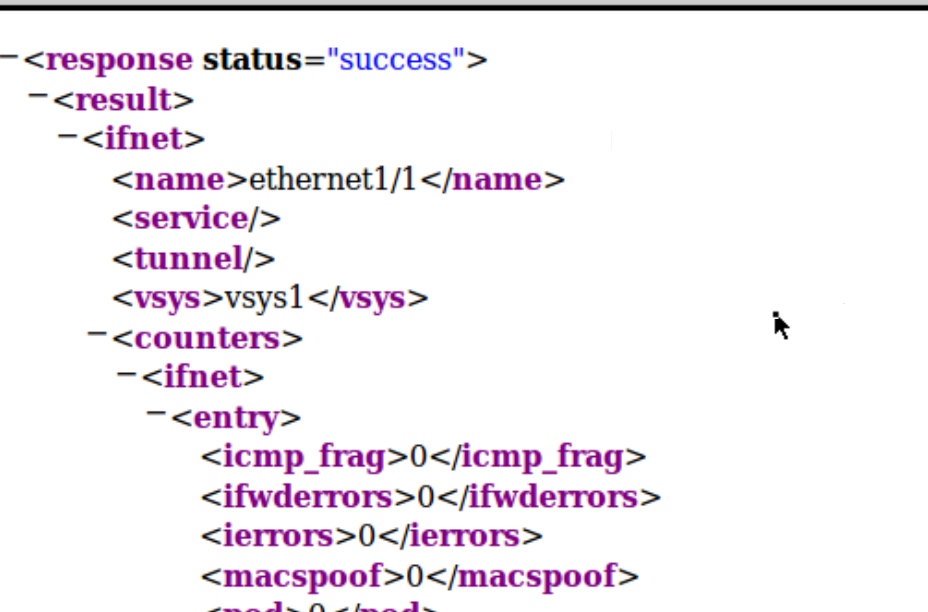 −<response status="success">
−<result>
−<ifnet>
<name>ethernet1/1</name>
<service/>
<tunnel/>
<vsys>vsys1</vsys>
−<counters>
−<ifnet>
−<entry>
<icmp_frag>0</icmp_frag>
<ifwderrors>0</ifwderrors>
<ierrors>0</ierrors>
<macspoof>0</macspoof>